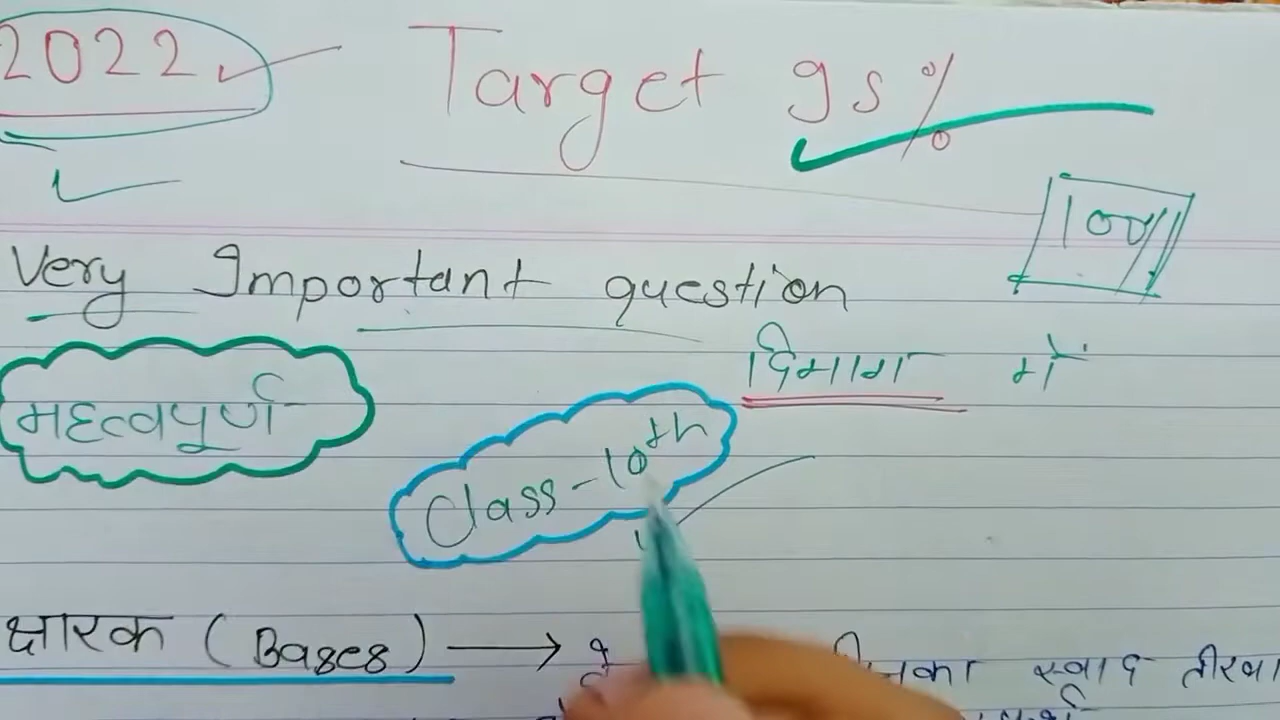 2022
Target 95%
100%
Very Important question
दिमाग में
महत्वपूर्ण
Class-10th
क्षारक (Bases) →
स्वाद तीखा